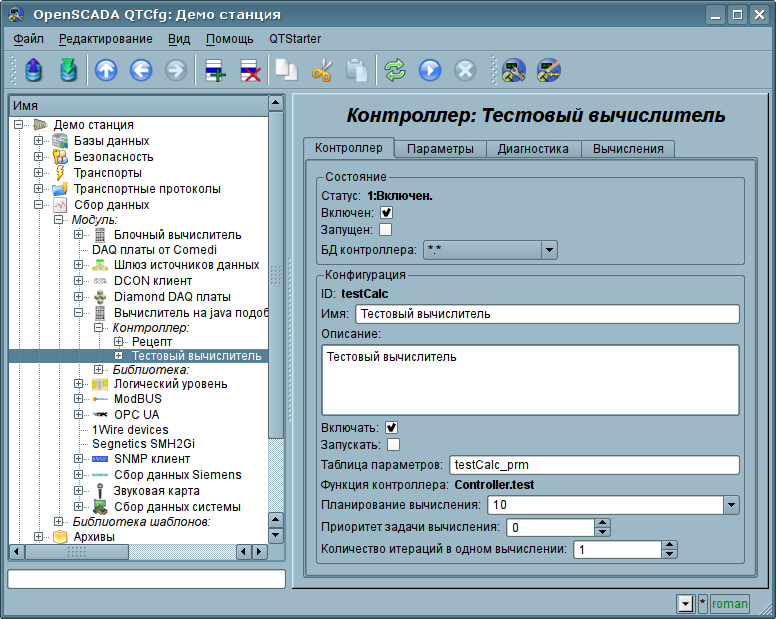 OpenSCADA QTCfg: Демо станция
Файл Редактирование Вид Помощь QTStarter
Имя
Демо станция
Базы данных
Безопасность
Транспорты
Транспортные протоколы
Сбор данных
Модуль:
Блочный вычислитель
DAQ платы от Comedi
Шлюз источников данных
DCON клиент
Diamond DAQ платы
Вычислитель на java подоб
Контроллер:
Рецепт
Тестовый вычислитель
Библиотека:
Логический уровень
ModBUS
OPC UA
1Wire devices
Segnetics SMH2Gi
SNMP клиент
Сбор данных Siemens
Звуковая карта
Сбор данных системы
Библиотека шаблонов:
Архивы
Контроллер: Тестовый вычислитель
Контроллер Параметры Диагностика Вычисления
Состояние
Статус: 1:Включен.
Включен:
Запущен:
БД контроллера: *.*
Конфигурация
ID: testCalc
Имя: Тестовый вычислитель
Описание:
Тестовый вычислитель
Включать:
Запускать:
Таблица параметров: testCalc_prm
Функция контроллера: Controller.test
Планирование вычисления: 10
Приоритет задачи вычисления: 0
Количество итераций в одном вычислении: 1
* roman